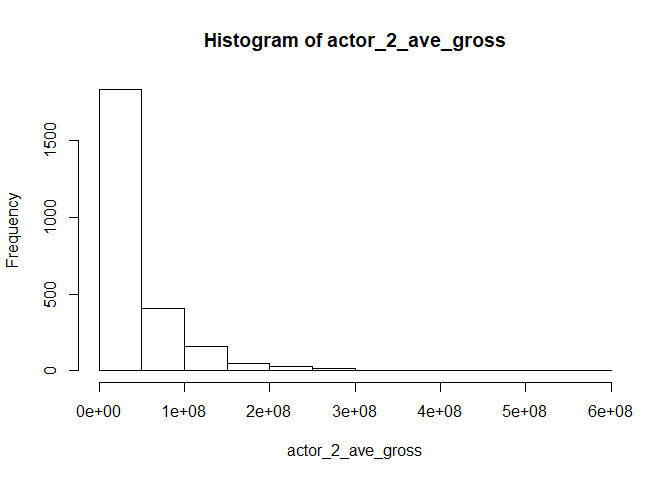 Histogram of actor_2_ave_gross
Frequency
1500
1000
500
0
0e+00 1e+08 2e+08 3e+08 4e+08 5e+08 6e+08
actor_2_ave_gross